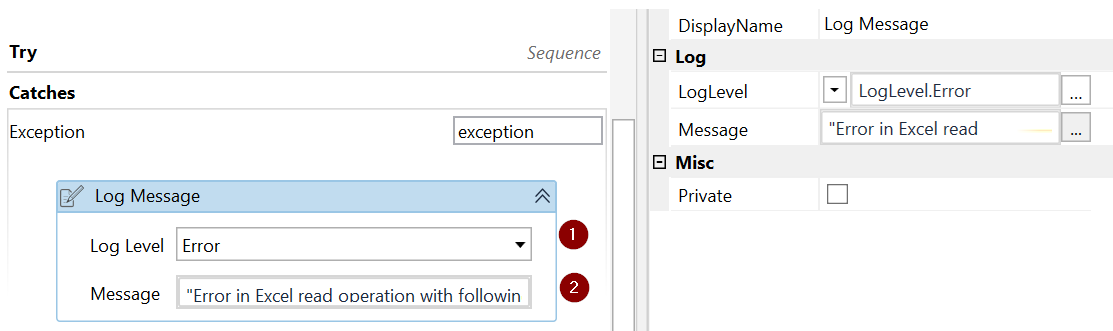 Try Sequence
Catches
Exception exception
Log Message
Log Level Error 1
Message "Error in Excel read operation with followin 2
DisplayName Log Message
Log
LogLevel LogLevel.Error ...
Message "Error in Excel read ...
Misc
Private